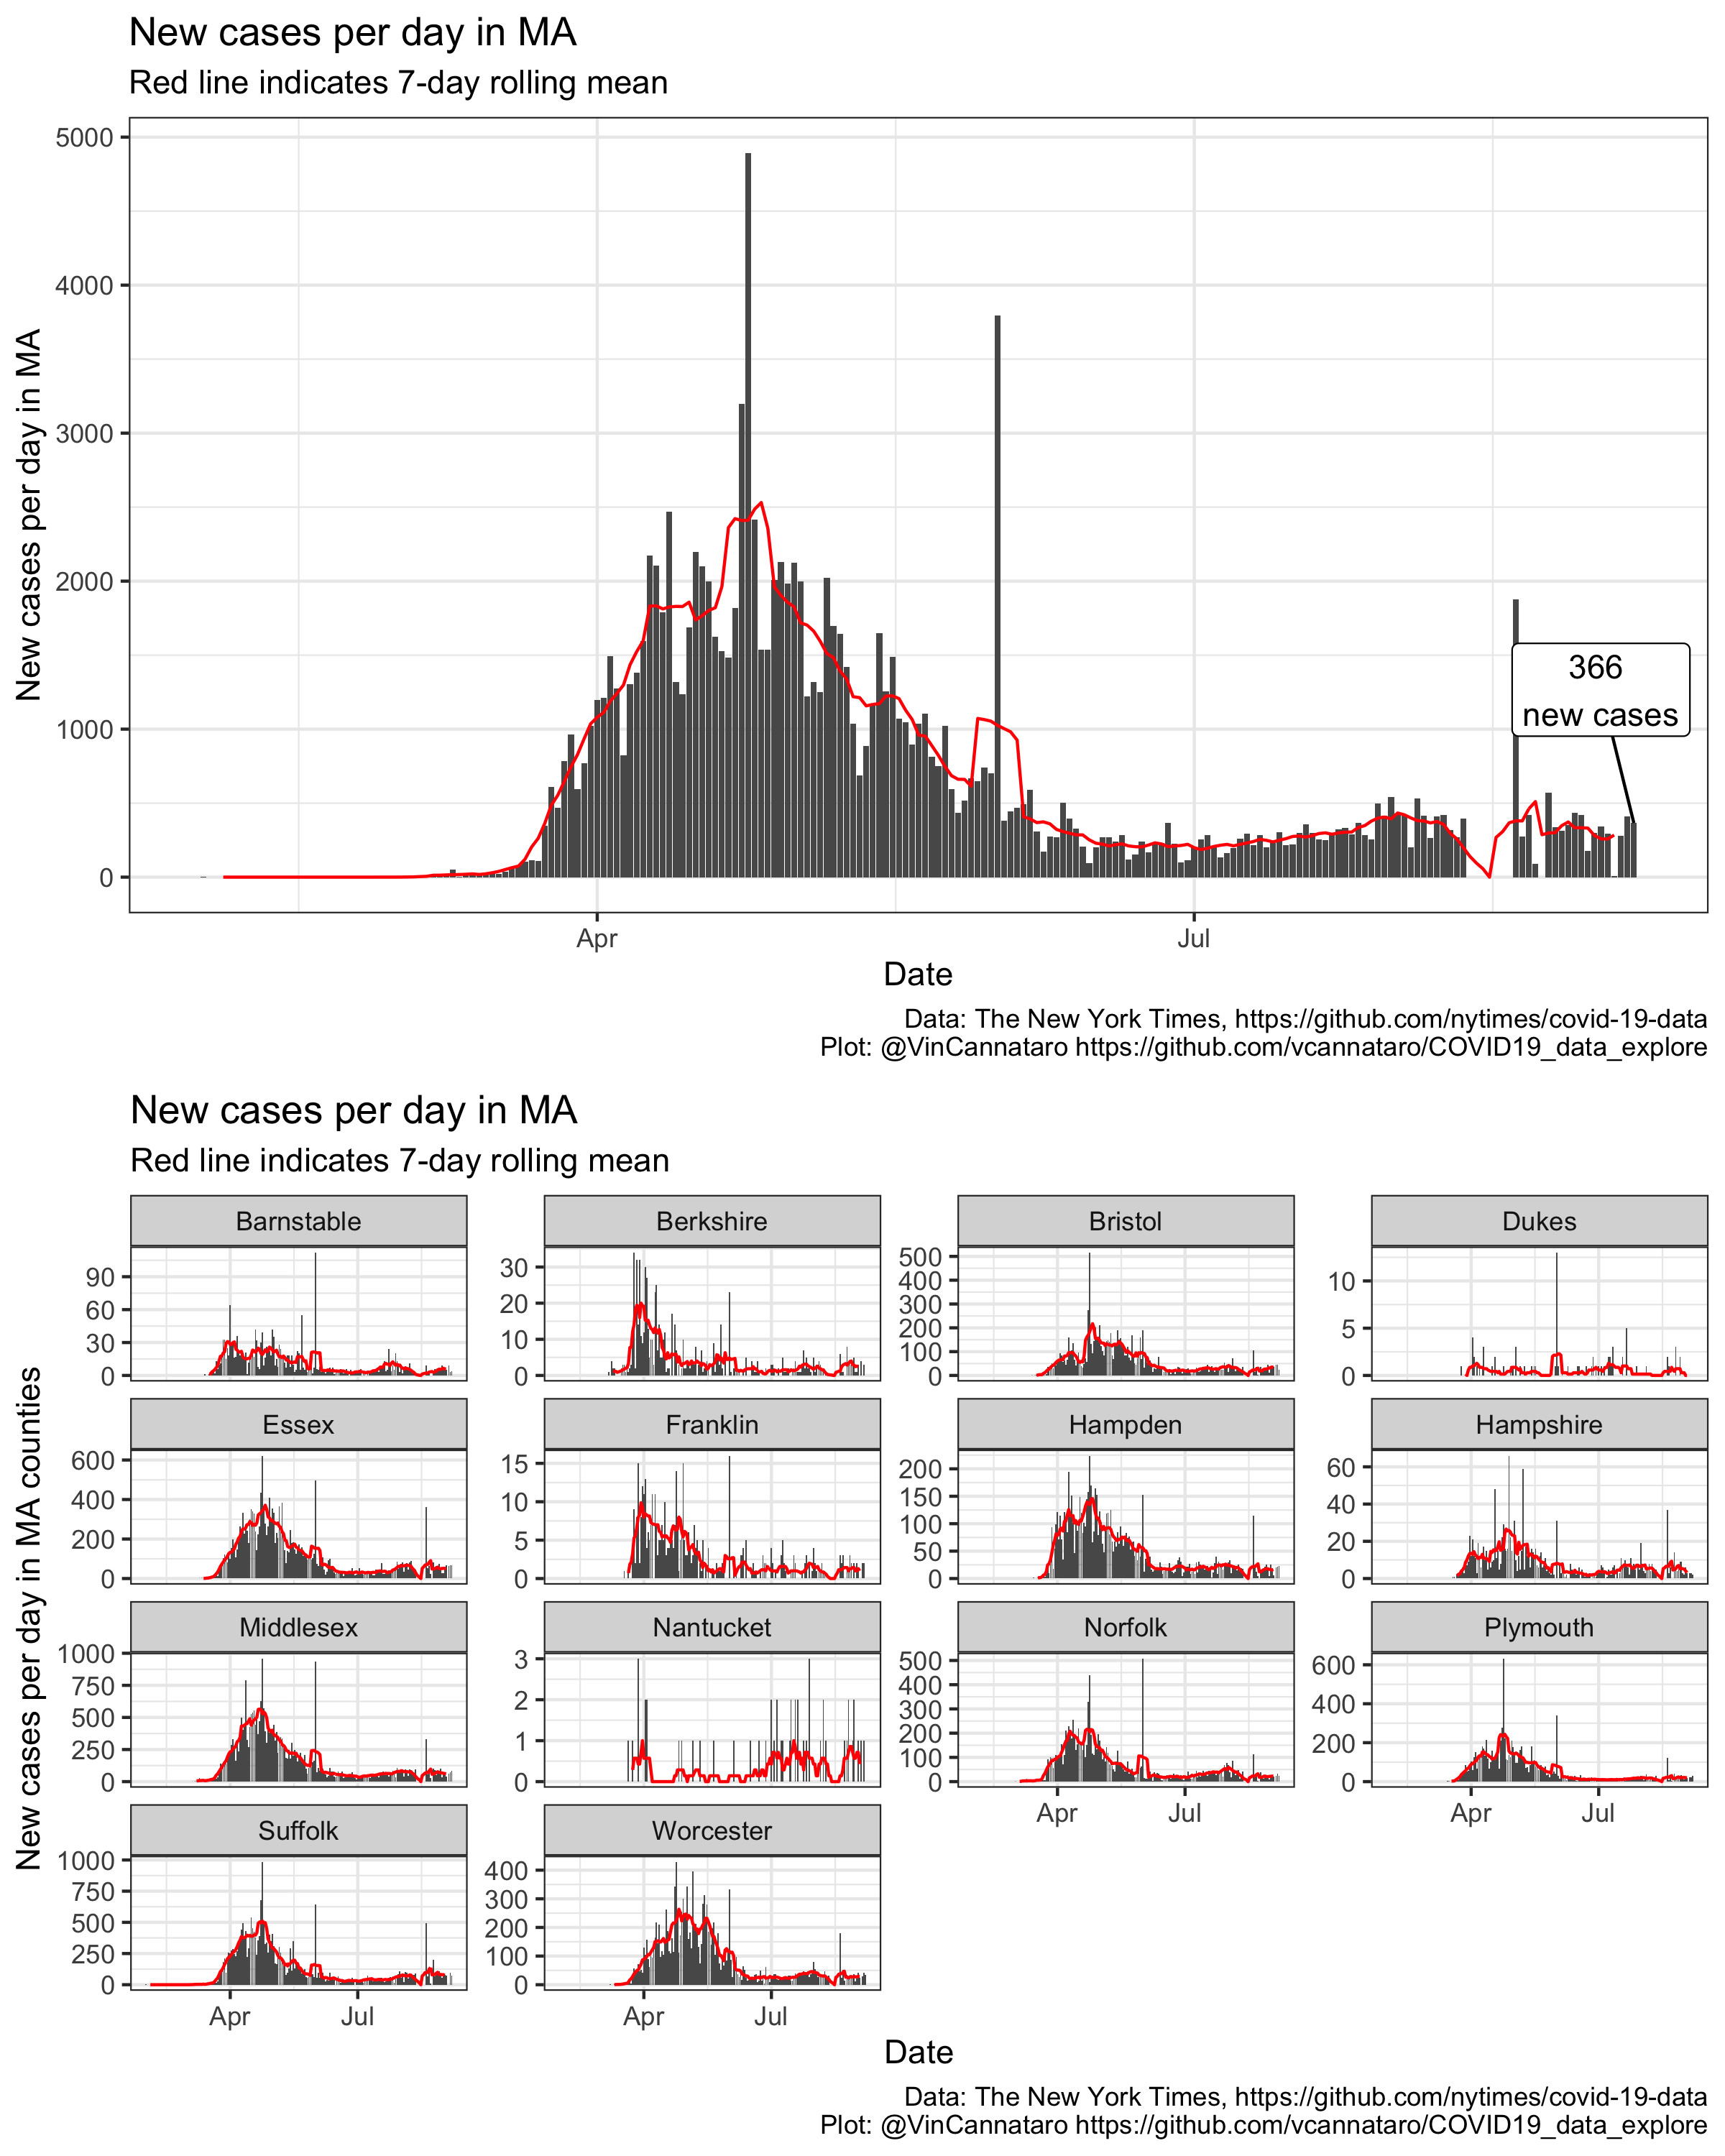 New cases per day in MA
Red line indicates 7-day rolling mean
New cases per day in MA
5000
4000
3000
2000
1000
0
366
new cases
Apr
Jul
Date
Data: The New York Times, https://github.com/nytimes/covid-19-data
Plot: @VinCannataro https://github.com/vcannataro/COVID19_data_explore
New cases per day in MA
Red line indicates 7-day rolling mean
New cases per day in MA counties
Barnstable
90
60
30
0
Berkshire
30
20
10
0
Bristol
500
400
300
200
100
0
Dukes
10
5
0
Essex
600
400
200
0
Franklin
15
10
5
0
Hampden
200
150
100
50
0
Hampshire
60
40
20
0
Middlesex
1000
750
500
250
0
Nantucket
3
2
1
0
Norfolk
500
400
300
200
100
0
Apr
Jul
Plymouth
600
400
200
0
Apr
Jul
Suffolk
1000
750
500
250
0
Apr
Jul
Worcester
400
300
200
100
0
Apr
Jul
Date
Data: The New York Times, https://github.com/nytimes/covid-19-data
Plot: @VinCannataro https://github.com/vcannataro/COVID19_data_explore